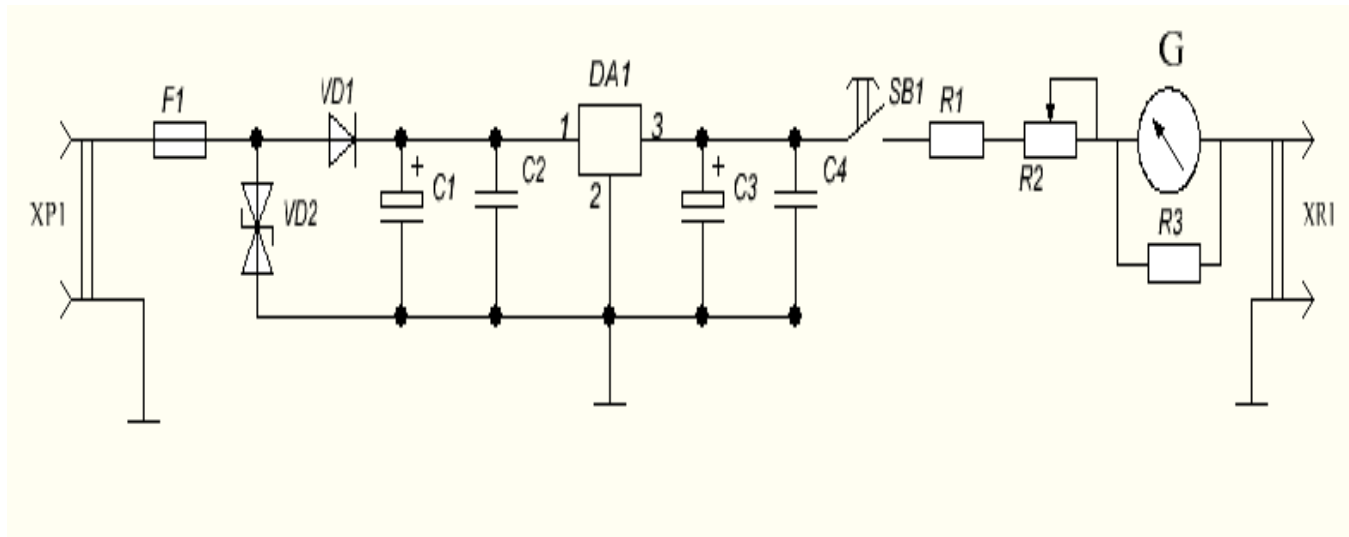 G
DA1
VD1
SB1
F1
R1
1
3
+
C1
C2
+
C3
C4
R2
2
XP1
VD2
R3
XR1